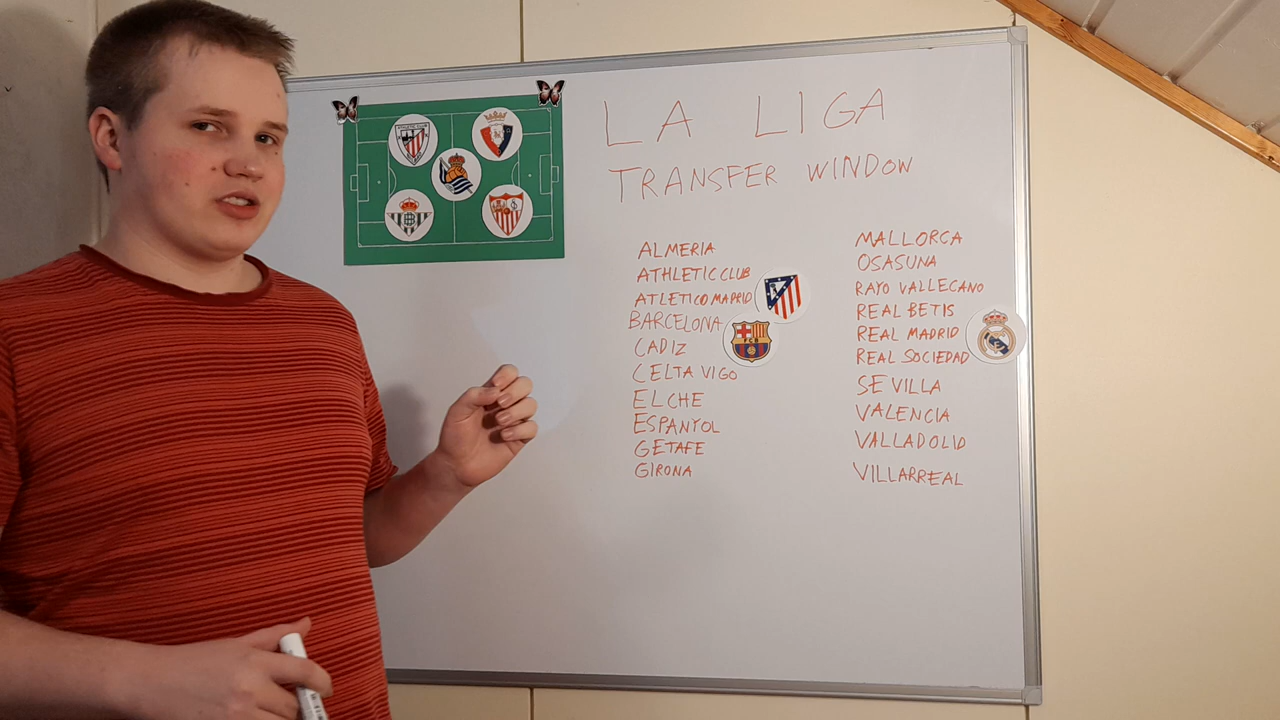 LA LIGA
TRANSFER WINDOW
ALMERIA
ATHLETIC CLUB
ATLETICO MADRID
BARCELONA
CADIZ
CELTA VIGO
ELCHE
ESPANYOL
GETAFE
GIRONA
MALLORCA
OSASUNA
RAYO VALLECANO
REAL BETIS
REAL MADRID
REAL SOCIEDAD
SEVILLA
VALENCIA
VALLADOLID
VILLARREAL
FCB